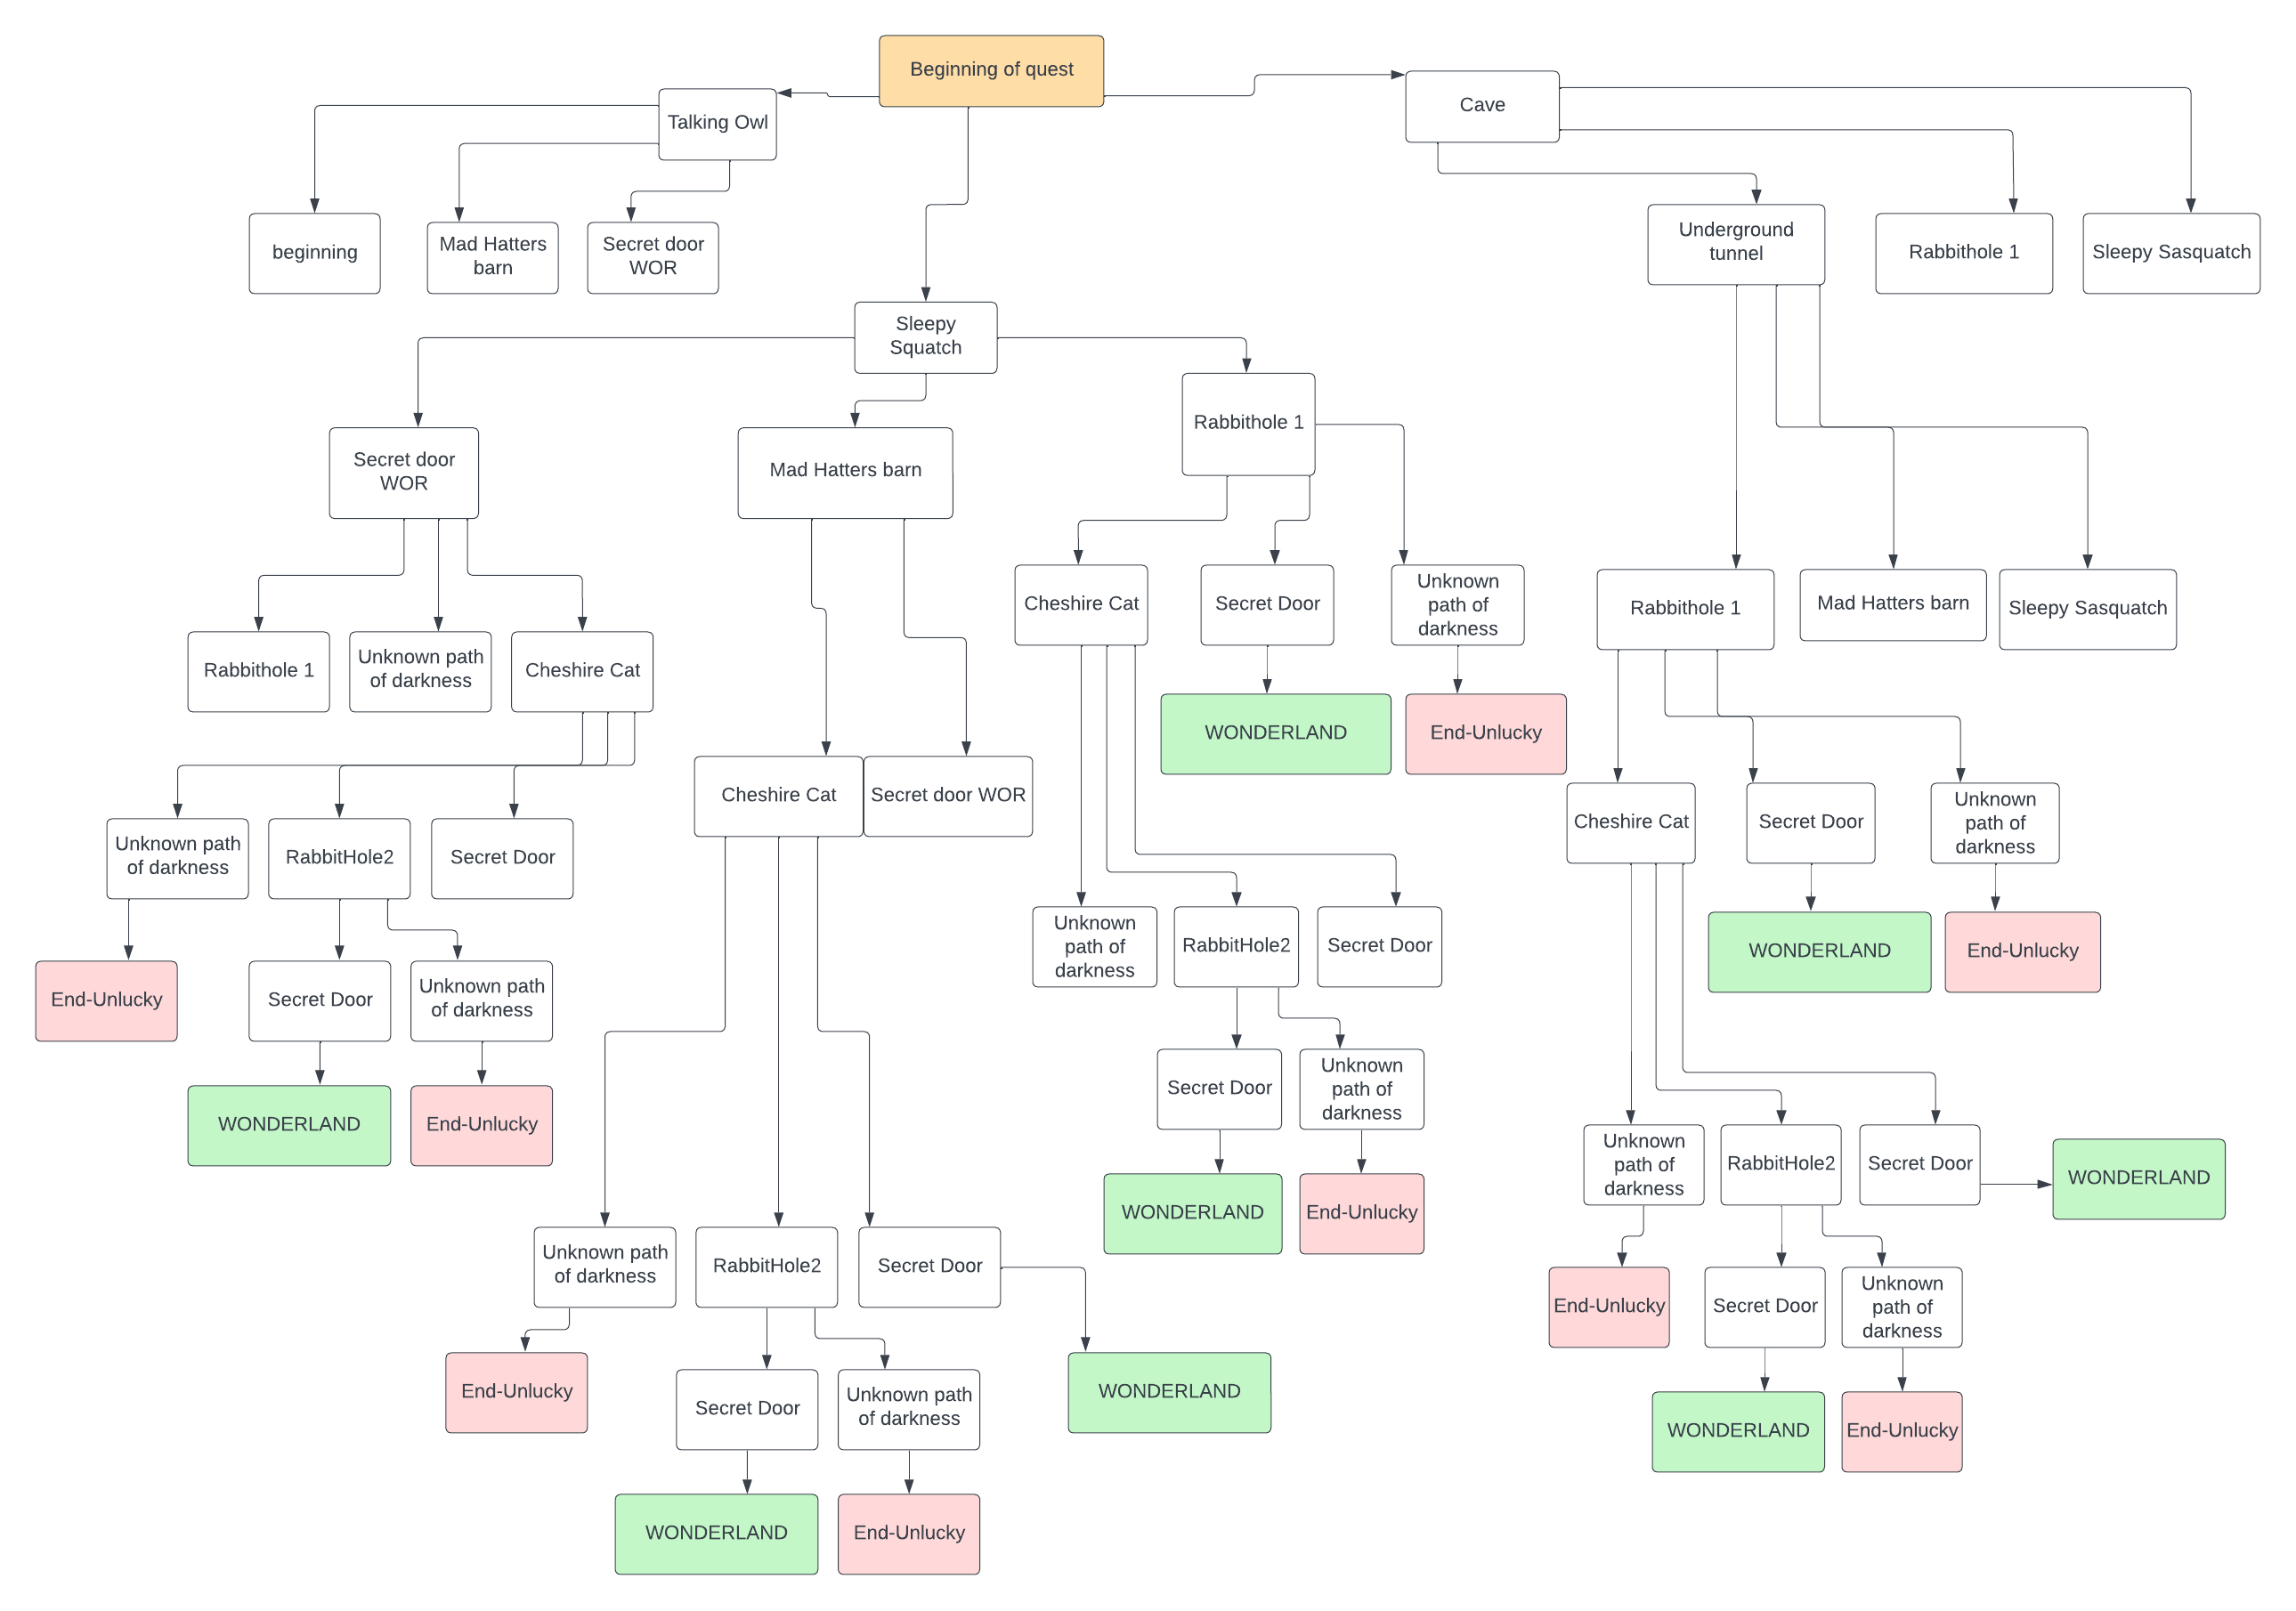 Beginning of quest
Cave
Talking Owl
beginning
Mad Hatters
barn
Secret door
WOR
Underground
tunnel
Rabbithole 1
Sleepy Sasquatch
Sleepy
Squatch
Secret door
WOR
Mad Hatters barn
Rabbithole 1
Cheshire Cat
Secret Door
Unknown
path of
darkness
Rabbithole 1
Mad Hatters barn
Sleepy Sasquatch
Rabbithole 1
Unknown path
of darkness
Cheshire Cat
WONDERLAND
End-Unlucky
Cheshire Cat
Secret door WOR
Cheshire Cat
Secret Door
Unknown
path of
darkness
Unknown path
of darkness
RabbitHole2
Secret Door
Unknown
path of
darkness
RabbitHole2
Secret Door
WONDERLAND
End-Unlucky
End-Unlucky
Secret Door
Unknown path
of darkness
Secret Door
Unknown
path of
darkness
WONDERLAND
End-Unlucky
Unknown
path of
darkness
RabbitHole2
Secret Door
WONDERLAND
WONDERLAND
End-Unlucky
Unknown path
of darkness
RabbitHole2
Secret Door
End-Unlucky
Secret Door
Unknown
path of
darkness
End-Unlucky
Secret Door
Unknown path
of darkness
WONDERLAND
WONDERLAND
End-Unlucky
WONDERLAND
End-Unlucky